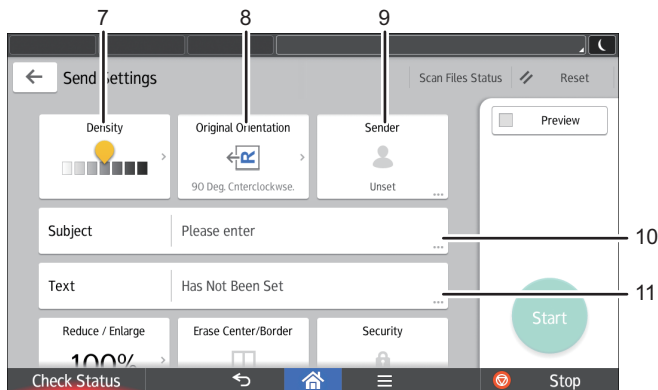 7 8 9
Send Settings
Scan Files Status Reset
Density Original Orientation Sender
Preview
R
90 Deg. Cnterclockwse. Unset
Subject Please enter
10
Text Has Not Been Set
11
Start
Reduce / Enlarge Erase Center/Border Security
100%
Check Status Stop